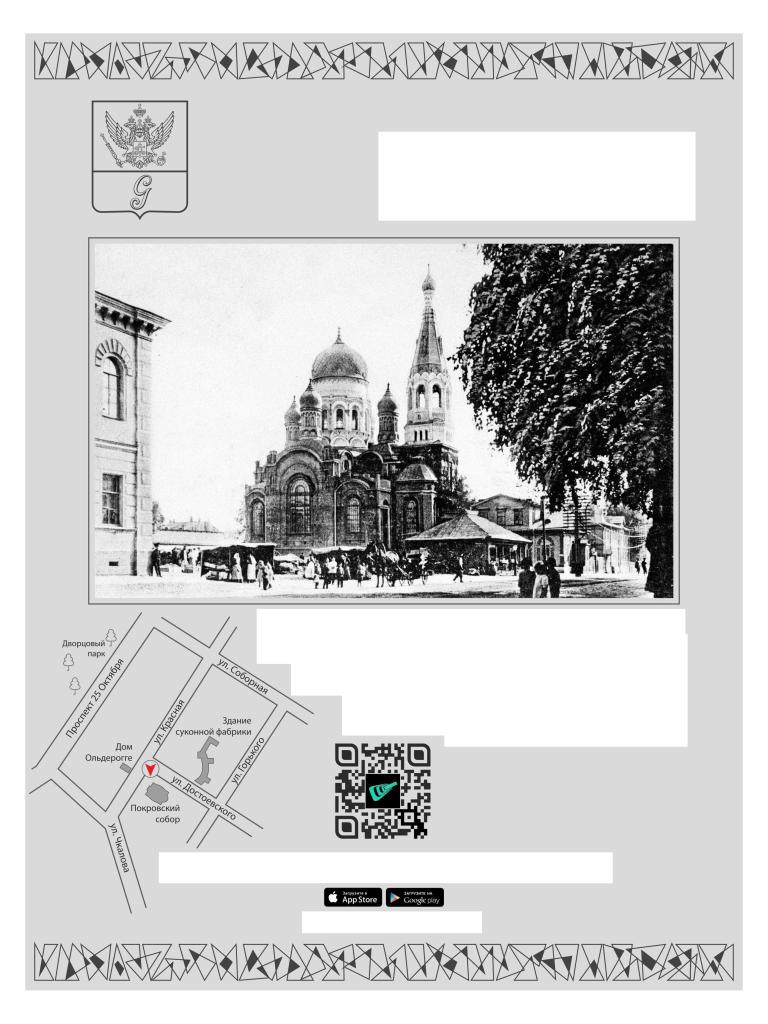 G
Дворцовый
парк
Проспект 25 Октября
ул. Соборная
ул. Красная
Здание
суконной фабрики
ул. Горького
Дом
Ольдерогге
ул. Достоевского
Покровский
собор
ул. Чкалова
Загрузите в
App Store
ЗАГРУЗИТЕ НА
Google play